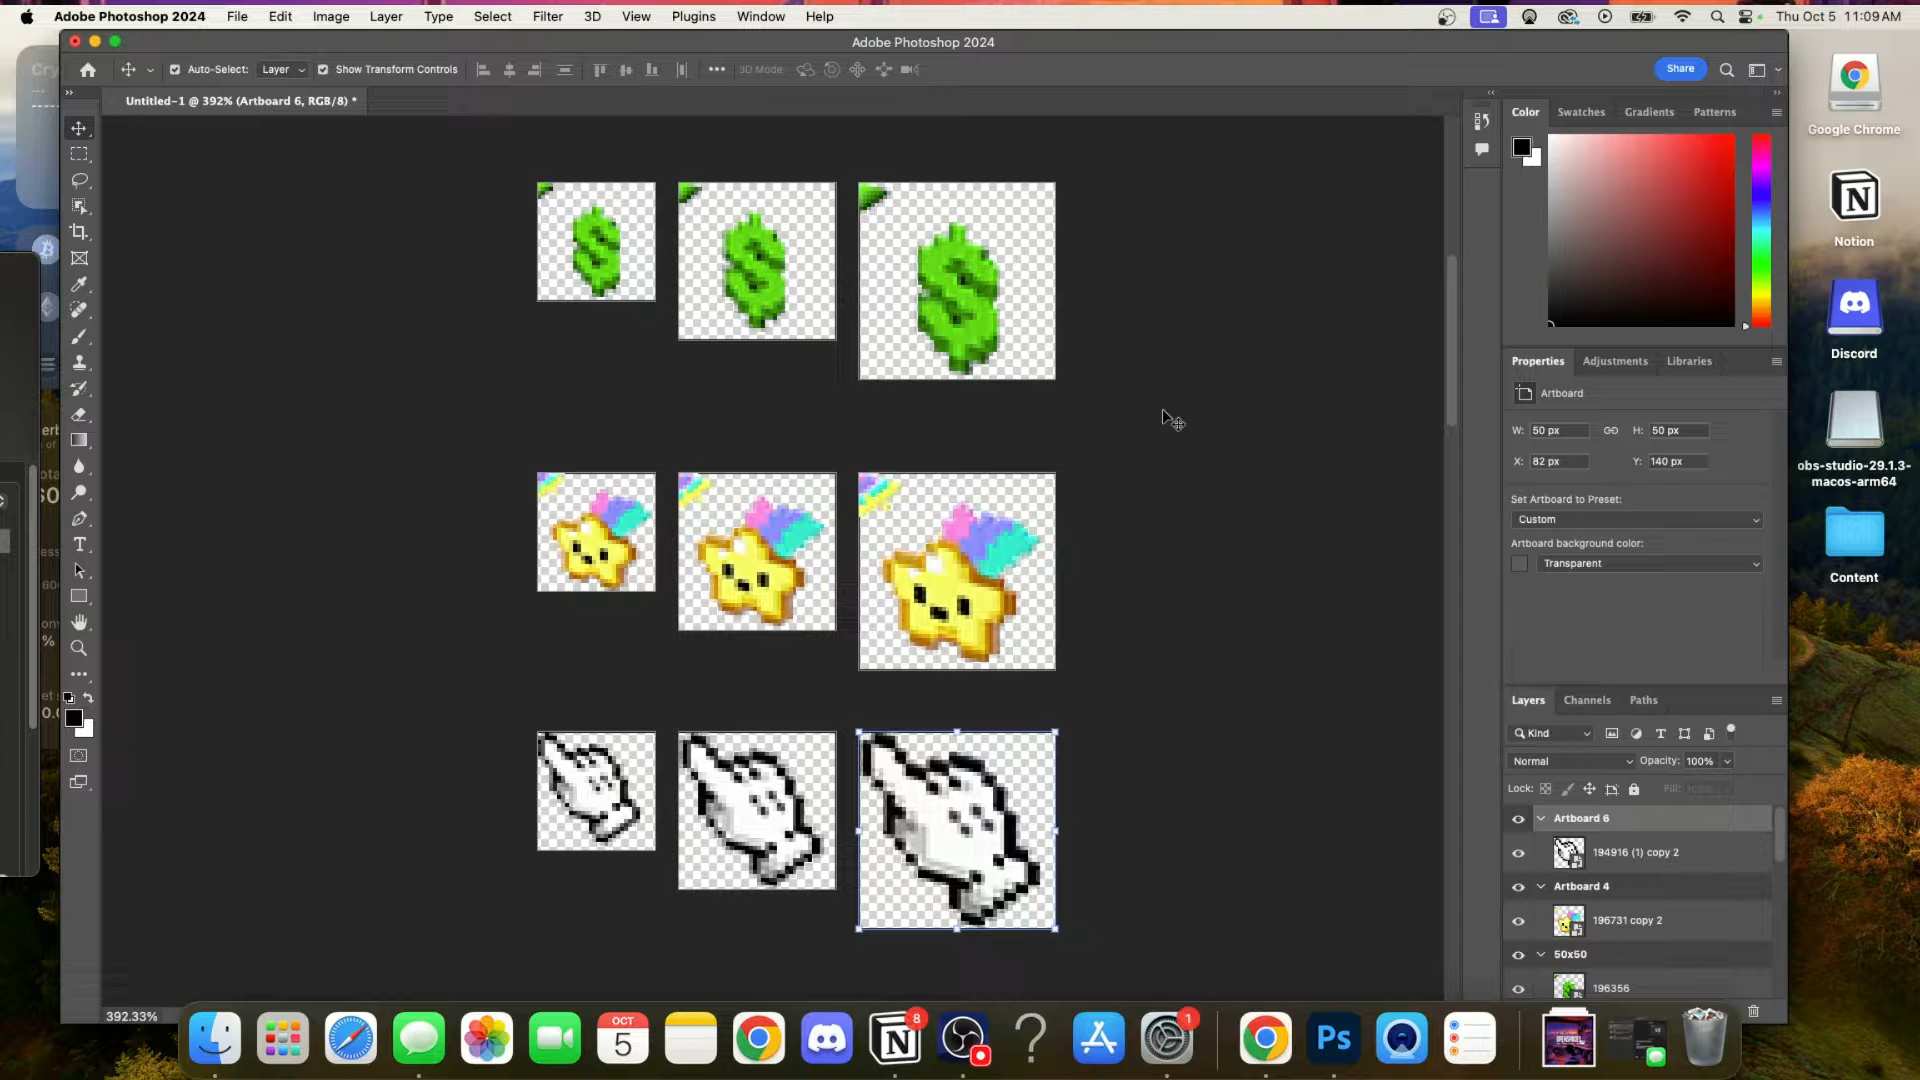 Adobe Photoshop 2024 File Edit Image Layer Type Select Filter 3D View Plugins Window Help Thu Oct 5 11:09 AM
Adobe Photoshop 2024
Auto-Select: Layer Show Transform Controls 3D Mode: Share
Untitled-1 @ 392% (Artboard 6, RGB/8) *
Color Swatches Gradients Patterns
Google Chrome
Notion
Discord
obs-studio-29.1.3-
macos-arm64
Content
Properties Adjustments Libraries
Artboard
W: 50 px H: 50 px
X: 82 px Y: 140 px
Set Artboard to Preset:
Custom
Artboard background color:
Transparent
Layers Channels Paths
Kind
Normal Opacity: 100%
Lock: Fill:
Artboard 6
194916 (1) copy 2
Artboard 4
196731 copy 2
50x50
196356
392.33%
OCT
5
8
1
Ps